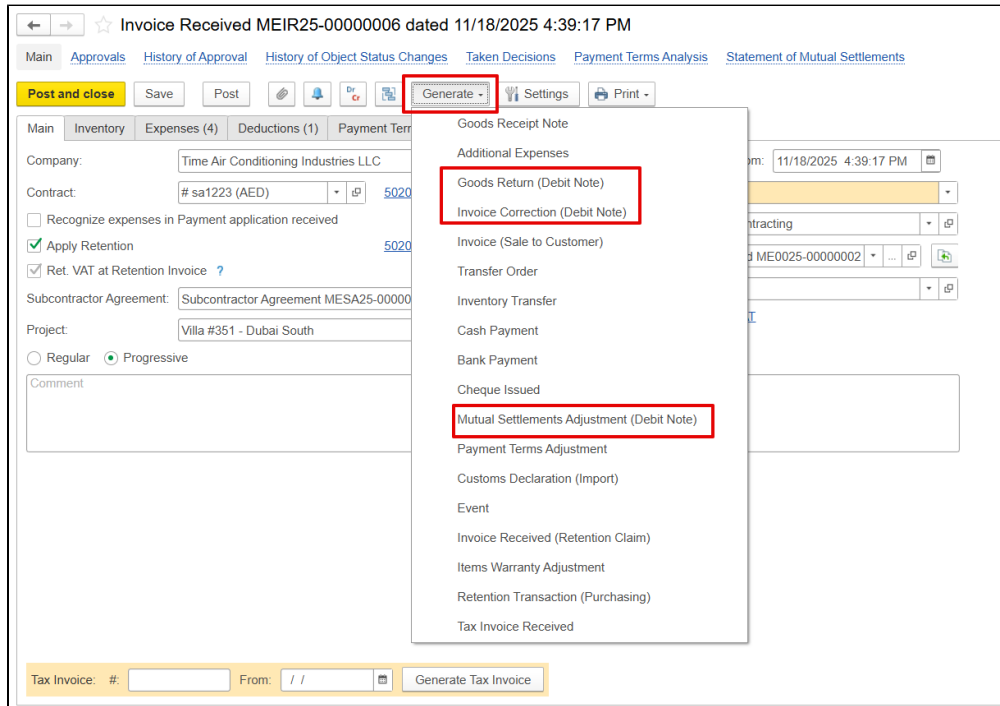 Invoice Received MEIR25-00000006 dated 11/18/2025 4:39:17 PM
Main Approvals History of Approval History of Object Status Changes Taken Decisions Payment Terms Analysis Statement of Mutual Settlements
Post and close Save Post Dr Cr Generate Settings Print
Main Inventory Expenses (4) Deductions (1) Payment Ter
Goods Receipt Note
Additional Expenses
Goods Return (Debit Note)
Invoice Correction (Debit Note)
Invoice (Sale to Customer)
Transfer Order
Inventory Transfer
Cash Payment
Bank Payment
Cheque Issued
Mutual Settlements Adjustment (Debit Note)
Payment Terms Adjustment
Customs Declaration (Import)
Event
Invoice Received (Retention Claim)
Items Warranty Adjustment
Retention Transaction (Purchasing)
Tax Invoice Received
Company: Time Air Conditioning Industries LLC
om: 11/18/2025 4:39:17 PM
Contract: # sa1223 (AED) 5020
Recognize expenses in Payment application received
ntracting
Apply Retention 5020
d ME0025-00000002 ...
Ret. VAT at Retention Invoice ?
Subcontractor Agreement: Subcontractor Agreement MESA25-00000
Project: Villa #351 - Dubai South
Regular Progressive
Comment
Tax Invoice: #: From: / / Generate Tax Invoice